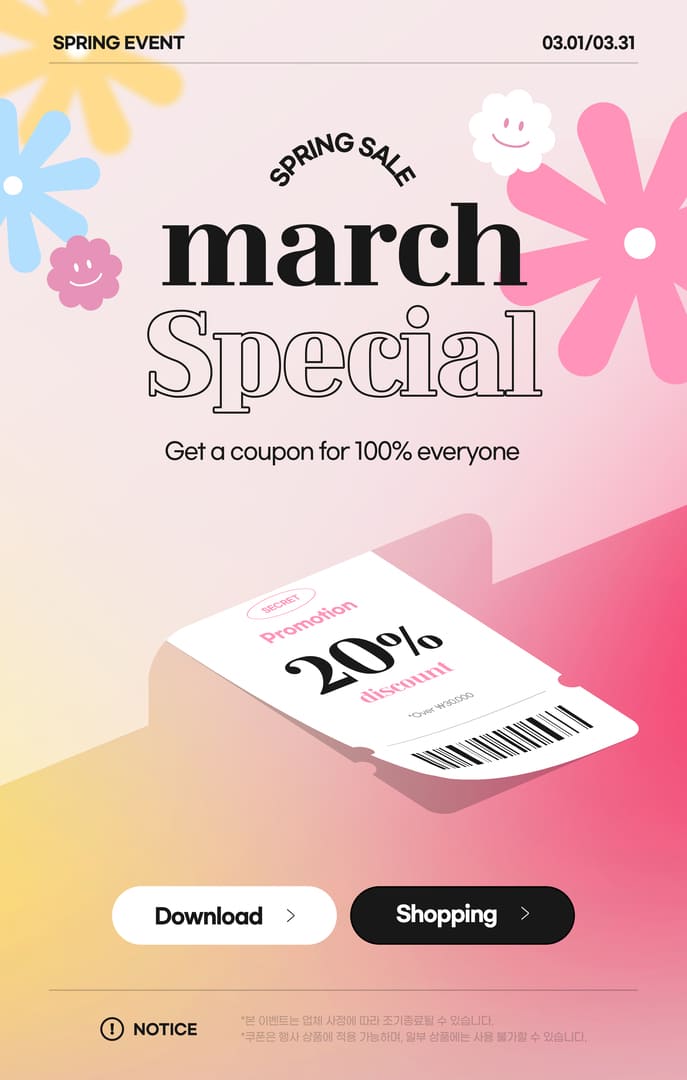 SPRING EVENT
03.01/03.31
SPRING SALE
march
Special
Get a coupon for 100% everyone
SECRET
Promotion
20%
discount
*Over ₩30,000
Download
Shopping
NOTICE
*본 이벤트는 업체 사정에 따라 조기종료될 수 있습니다.
*쿠폰은 행사 상품에 적용 가능하며, 일부 상품에는 사용 불가할 수 있습니다.